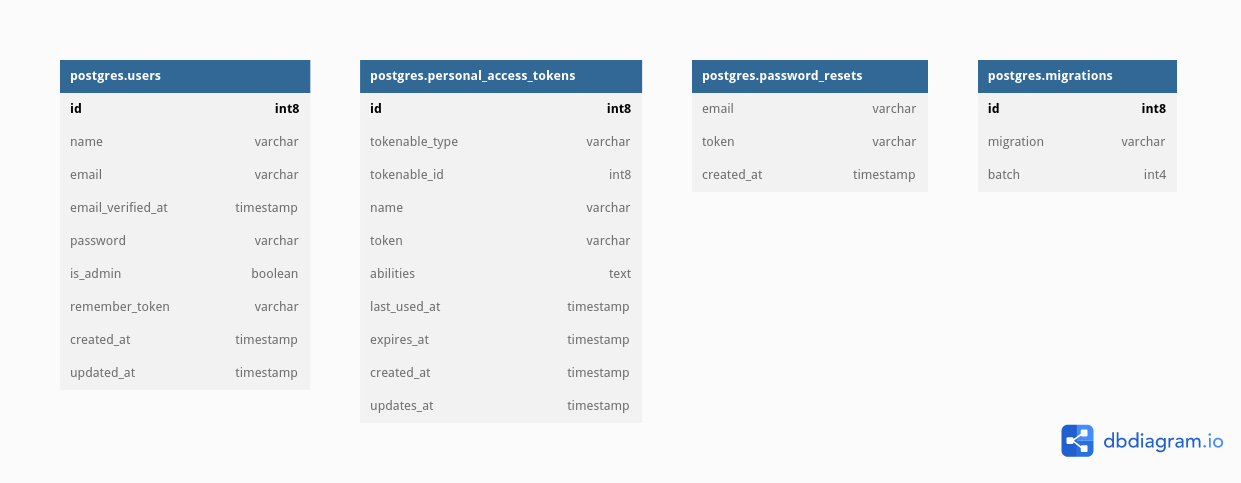 postgres.users
id int8
name varchar
email varchar
email_verified_at timestamp
password varchar
is_admin boolean
remember_token varchar
created_at timestamp
updated_at timestamp
postgres.personal_access_tokens
id int8
tokenable_type varchar
tokenable_id int8
name varchar
token varchar
abilities text
last_used_at timestamp
expires_at timestamp
created_at timestamp
updates_at timestamp
postgres.password_resets
email varchar
token varchar
created_at timestamp
postgres.migrations
id int8
migration varchar
batch int4
dbdiagram.io